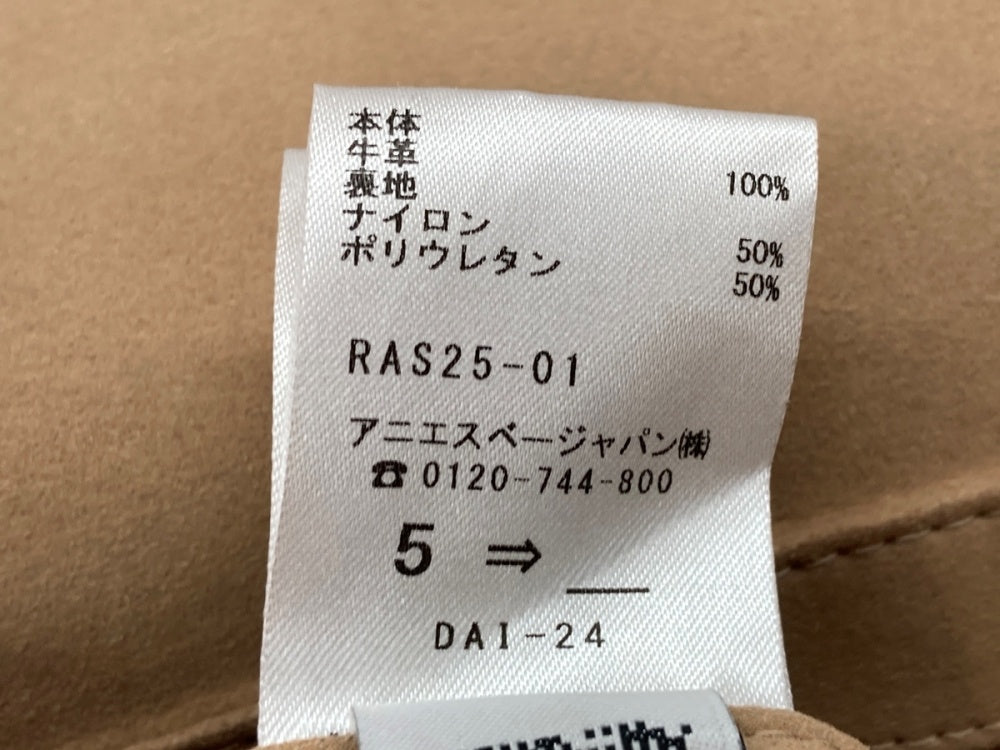 本体
牛革 100%
裏地
ナイロン 50%
ポリウレタン 50%
RAS25-01
アニエスベージャパン㈱
☎0120-744-800
5 ⇒ __
DAI-24